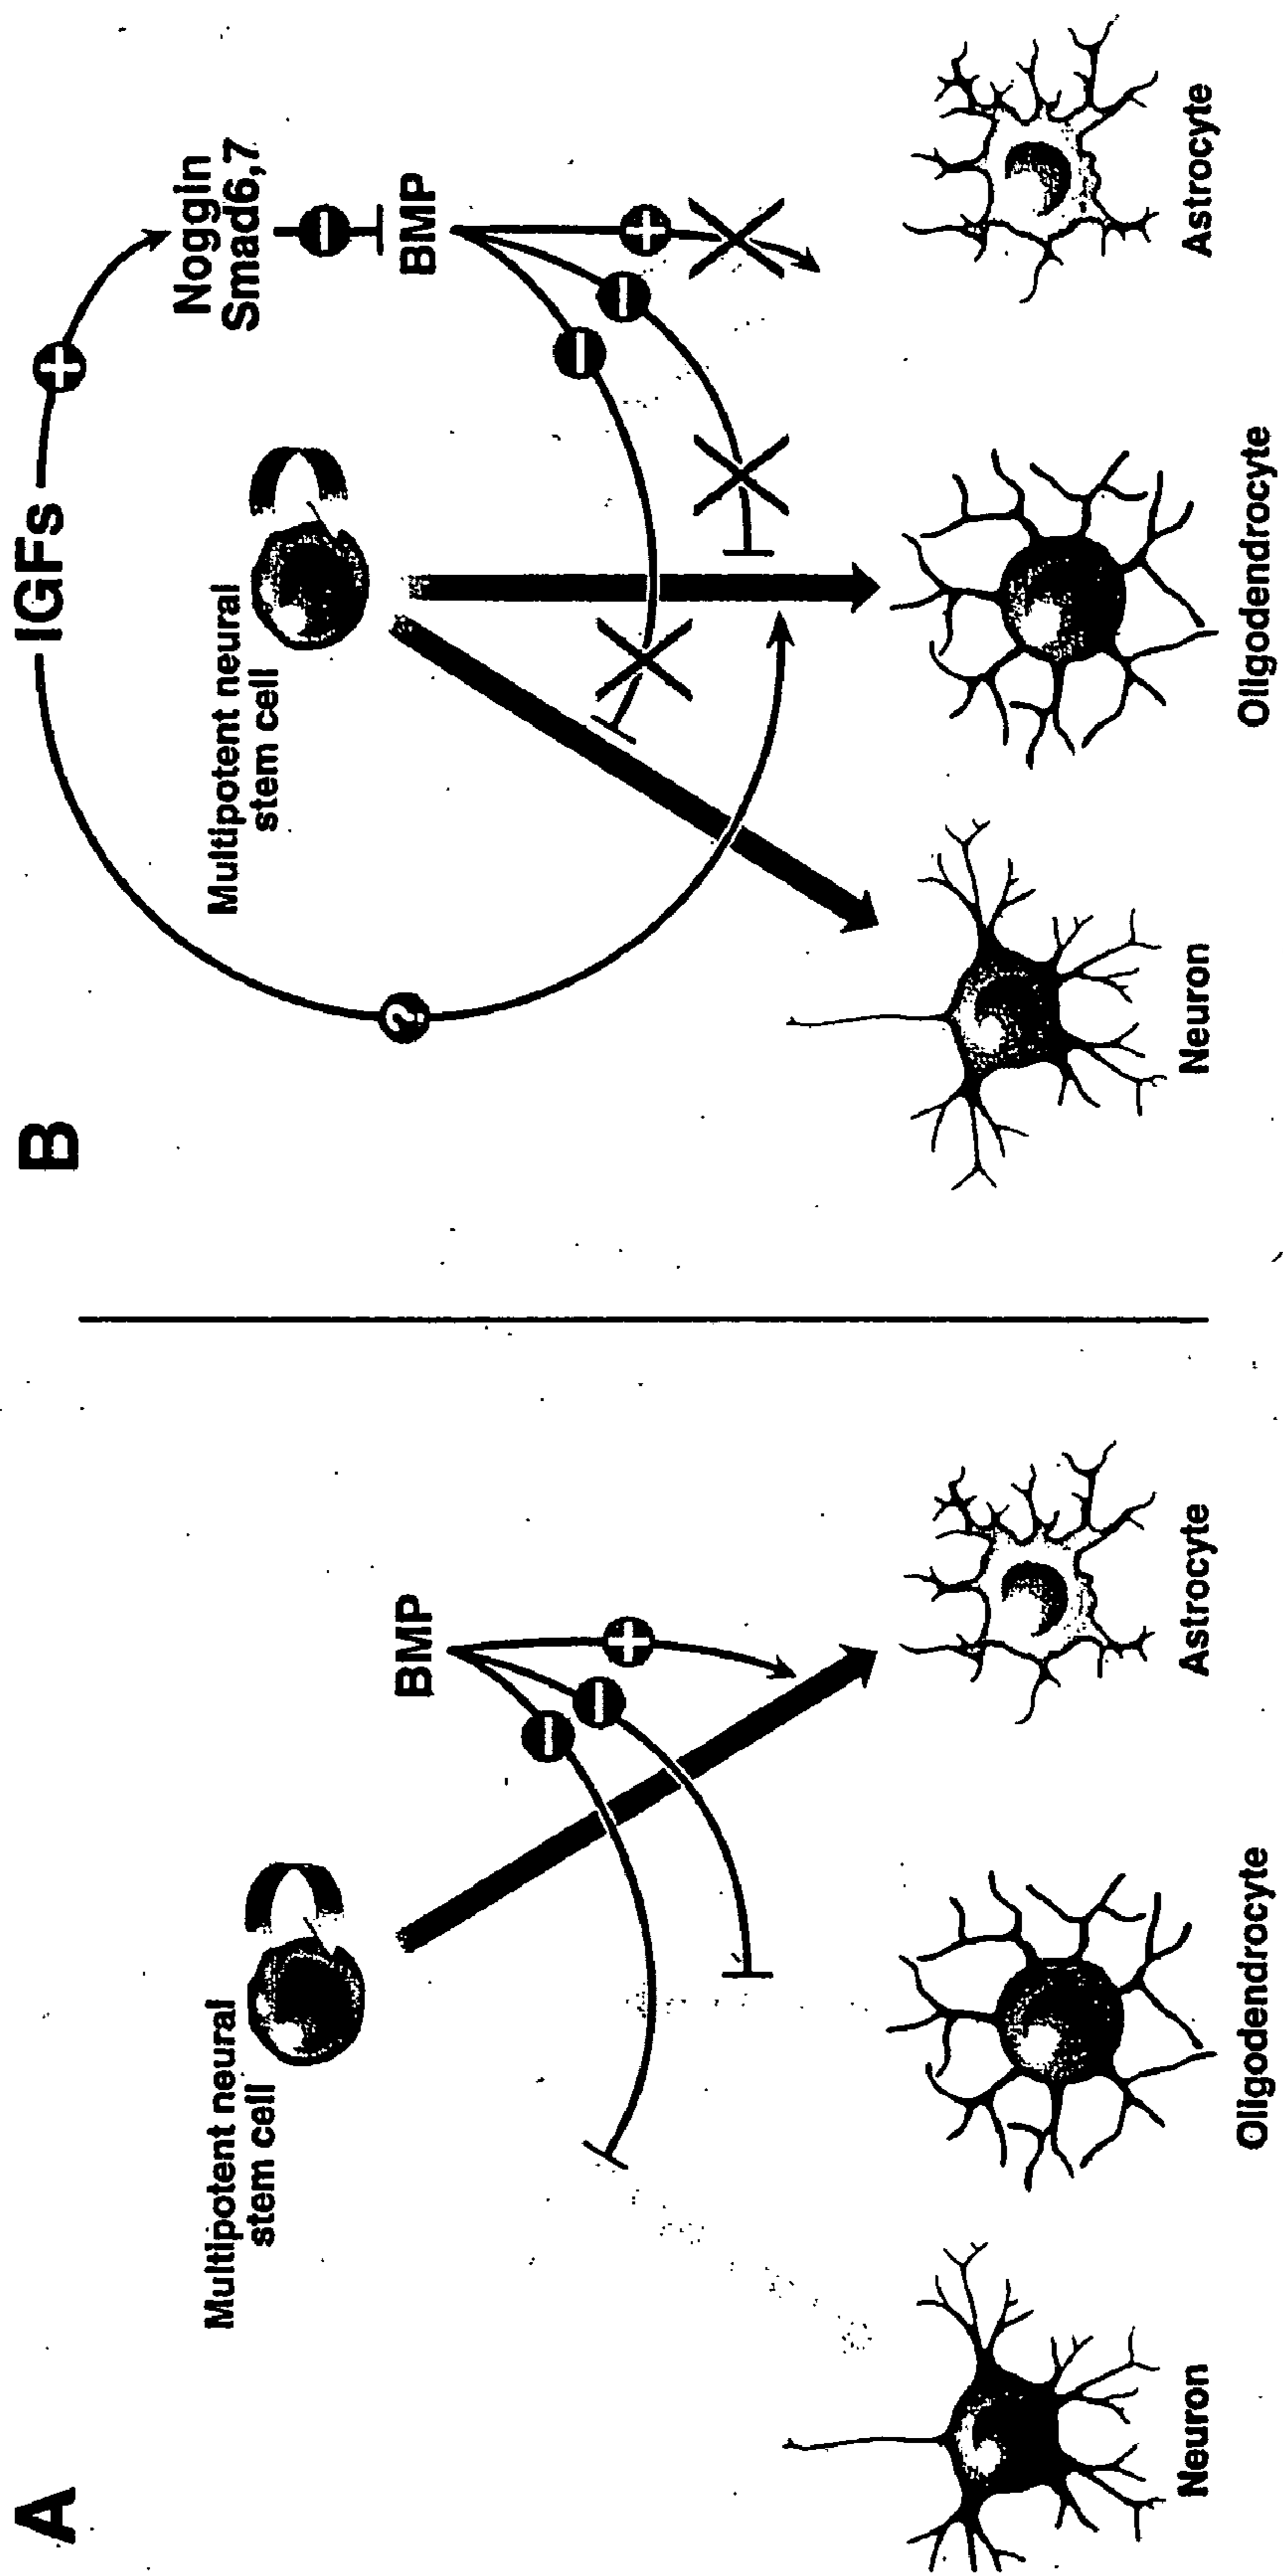 A
Multipotent neural
stem cell
BMP
−
−
+
Neuron
Oligodendrocyte
Astrocyte
B
IGFs
+
Noggin
Smad6,7
−
BMP
Multipotent neural
stem cell
?
−
−
+
Neuron
Oligodendrocyte
Astrocyte